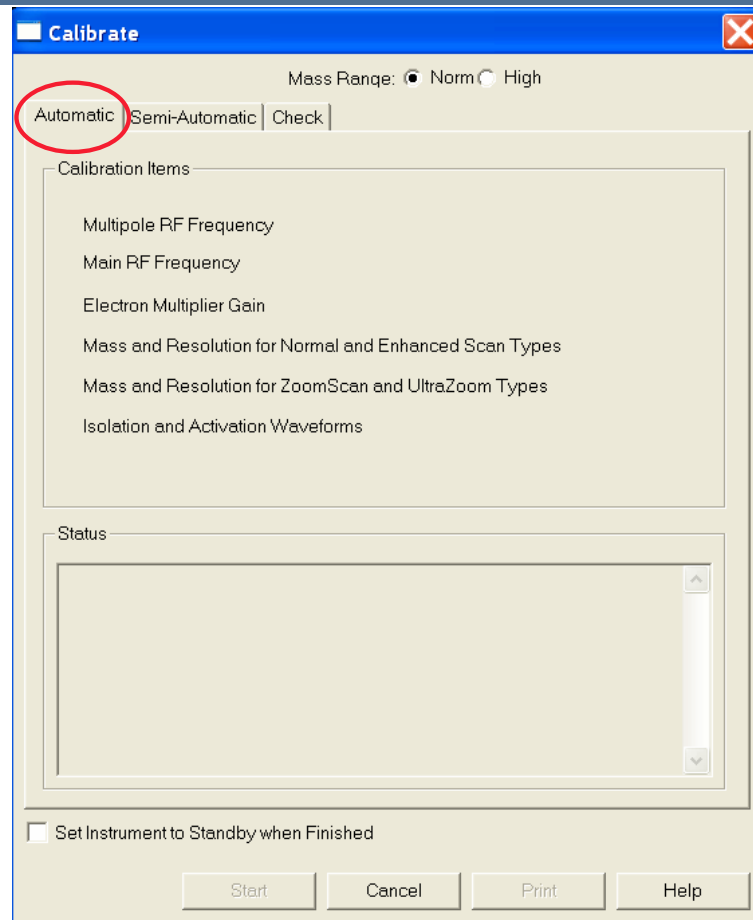 Calibrate
Mass Range: Norm High
Automatic Semi-Automatic Check
Calibration Items
Multipole RF Frequency
Main RF Frequency
Electron Multiplier Gain
Mass and Resolution for Normal and Enhanced Scan Types
Mass and Resolution for ZoomScan and UltraZoom Types
Isolation and Activation Waveforms
Status
Set Instrument to Standby when Finished
Start Cancel Print Help